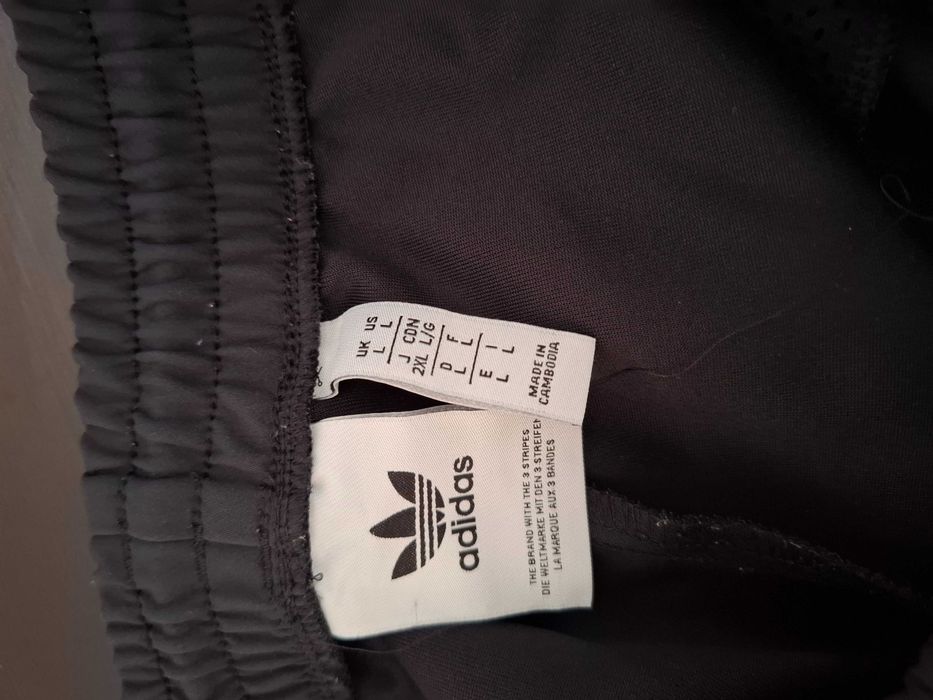 UK US
L L
J CDN
2XL L/G
D F
L L
E I
L L
MADE IN
CAMBODIA
adidas
THE BRAND WITH THE 3 STRIPES
DIE WELTMARKE MIT DEN 3 STREIFEN
LA MARQUE AUX 3 BANDES